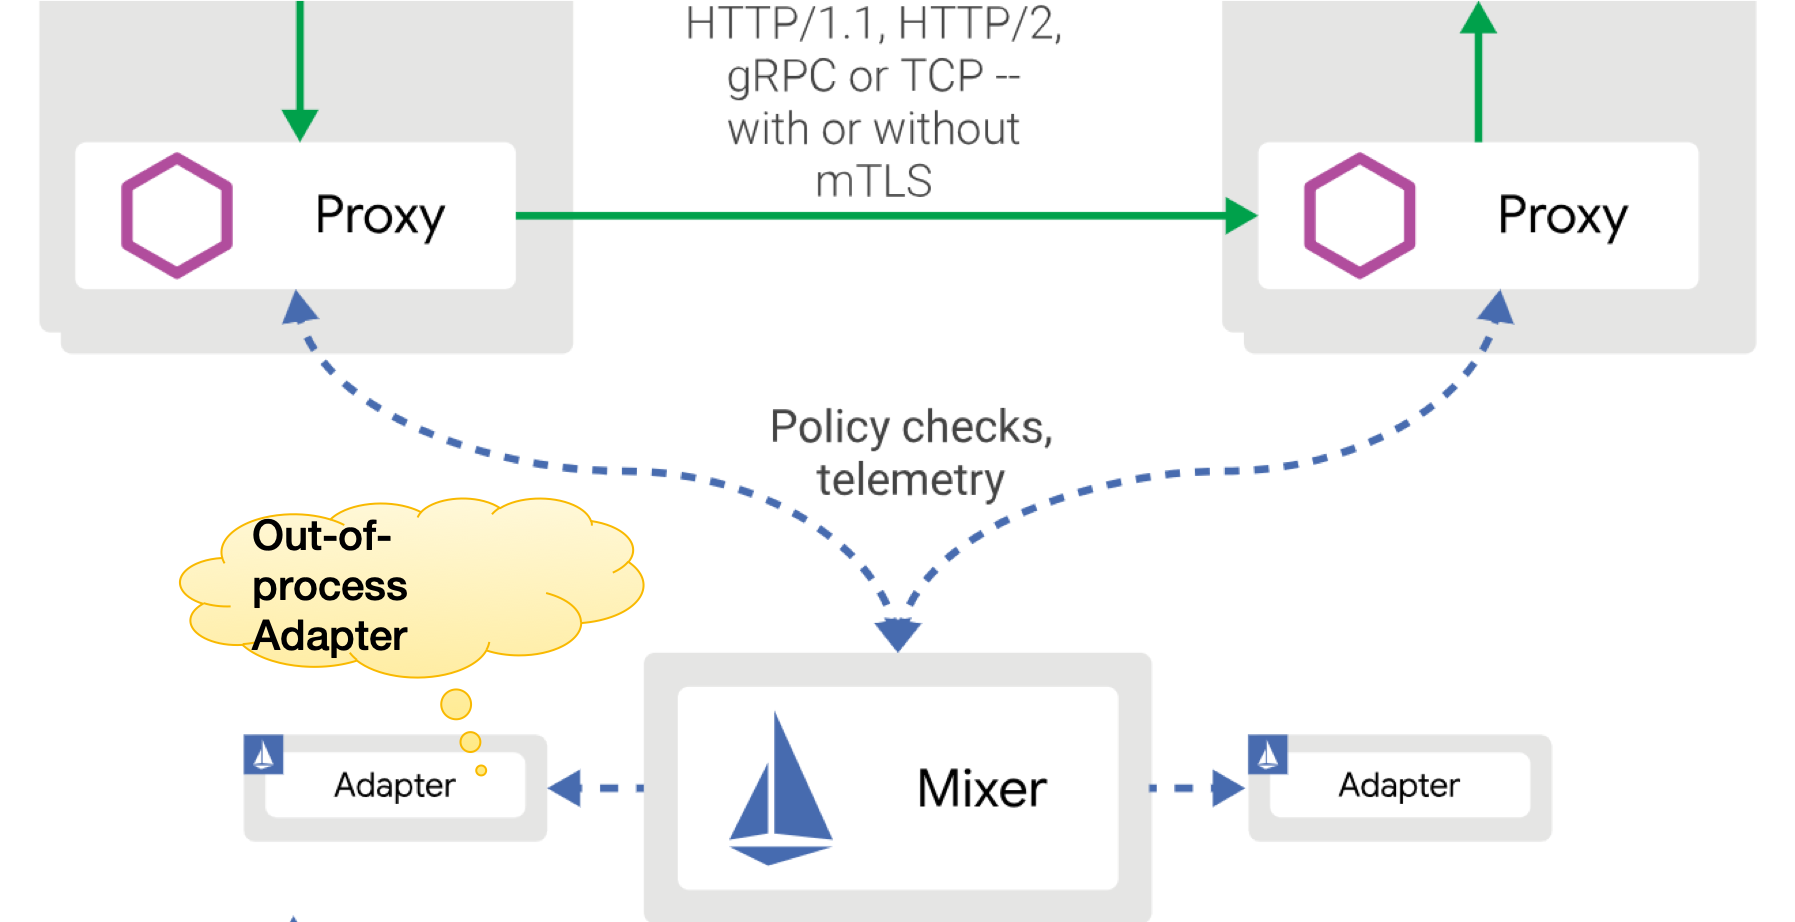 HTTP/1.1, HTTP/2,
gRPC or TCP --
with or without
mTLS
Proxy
Proxy
Policy checks,
telemetry
Out-of-
process
Adapter
Adapter
Mixer
Adapter